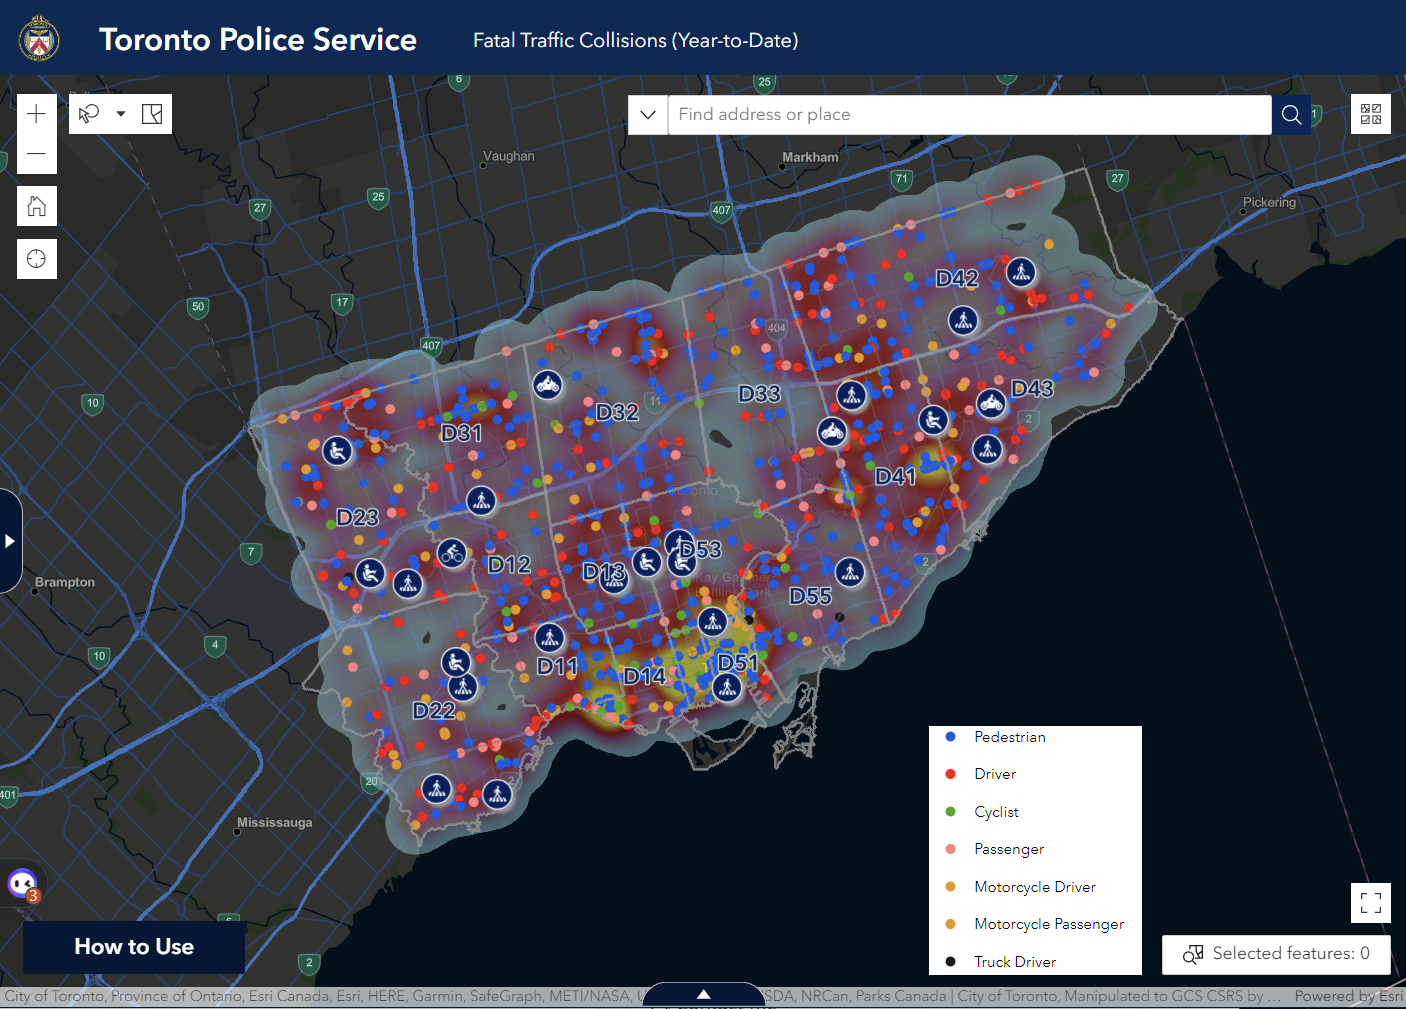 Toronto Police Service
Fatal Traffic Collisions (Year-to-Date)
6
25
Find address or place
1
Vaughan
Markham
71
27
25
27
407
Pickering
50
17
404
407
D42
10
D32
11
D33
D43
2
D31
D41
Toronto
D23
7
D12
D13
D53
2
Brampton
D55
4
10
D11
D14
D51
D22
20
2
401
Mississauga
Pedestrian
Driver
Cyclist
Passenger
Motorcycle Driver
Motorcycle Passenger
Truck Driver
3
5
How to Use
2
Selected features: 0
City of Toronto, Province of Ontario, Esri Canada, Esri, HERE, Garmin, SafeGraph, METI/NASA, U
SDA, NRCan, Parks Canada | City of Toronto, Manipulated to GCS CSRS by ...
Powered by Esri